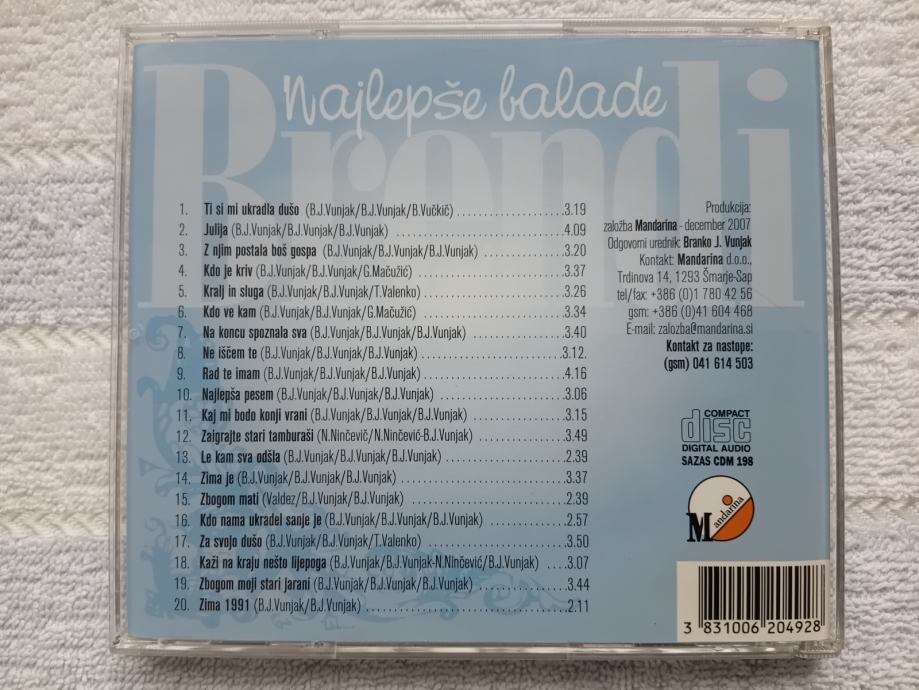 Najlepše balade
Brendi
1. Ti si mi ukradla dušo (B.J.Vunjak/B.J.Vunjak/B.Vučkič) 3.19
2. Julija (B.J.Vunjak/B.J.Vunjak/B.J.Vunjak) 4.09
3. Z njim postala boš gospa (B.J.Vunjak/B.J.Vunjak/B.J.Vunjak) 3.20
4. Kdo je kriv (B.J.Vunjak/B.J.Vunjak/G.Mačužić) 3.37
5. Kralj in sluga (B.J.Vunjak/B.J.Vunjak/T.Valenko) 3.26
6. Kdo ve kam (B.J.Vunjak/B.J.Vunjak/G.Mačužić) 3.34
7. Na koncu spoznala sva (B.J.Vunjak/B.J.Vunjak/B.J.Vunjak) 3.40
8. Ne iščem te (B.J.Vunjak/B.J.Vunjak/B.J.Vunjak) 3.12.
9. Rad te imam (B.J.Vunjak/B.J.Vunjak/B.J.Vunjak) 4.16
10. Najlepša pesem (B.J.Vunjak/B.J.Vunjak/B.J.Vunjak) 3.06
11. Kaj mi bodo konji vrani (B.J.Vunjak/B.J.Vunjak/B.J.Vunjak) 3.15
12. Zaigrajte stari tamburaši (N.Ninčevič/N.Ninčević-B.J.Vunjak) 3.49
13. Le kam sva odšla (B.J.Vunjak/B.J.Vunjak/B.J.Vunjak) 2.39
14. Zima je (B.J.Vunjak/B.J.Vunjak/B.J.Vunjak) 3.37
15. Zbogom mati (Valdez/B.J.Vunjak/B.J.Vunjak) 2.39
16. Kdo nama ukradel sanje je (B.J.Vunjak/B.J.Vunjak/B.J.Vunjak) 2.57
17. Za svojo dušo (B.J.Vunjak/B.J.Vunjak/T.Valenko) 3.50
18. Kaži na kraju nešto lijepoga (B.J.Vunjak/B.J.Vunjak-N.Ninčević/B.J.Vunjak) 3.07
19. Zbogom moji stari jarani (B.J.Vunjak/B.J.Vunjak/B.J.Vunjak) 3.44
20. Zima 1991 (B.J.Vunjak/B.J.Vunjak) 2.11
Produkcija:
založba Mandarina - december 2007
Odgovorni urednik: Branko J. Vunjak
Kontakt: Mandarina d.o.o.,
Trdinova 14, 1293 Šmarje-Sap
tel/fax: +386 (0)1 780 42 56
gsm: +386 (0)41 604 468
E-mail: zalozba@mandarina.si
Kontakt za nastope:
(gsm) 041 614 503
COMPACT
disc
DIGITAL AUDIO
SAZAS CDM 198
Mandarina
3 831006 204928